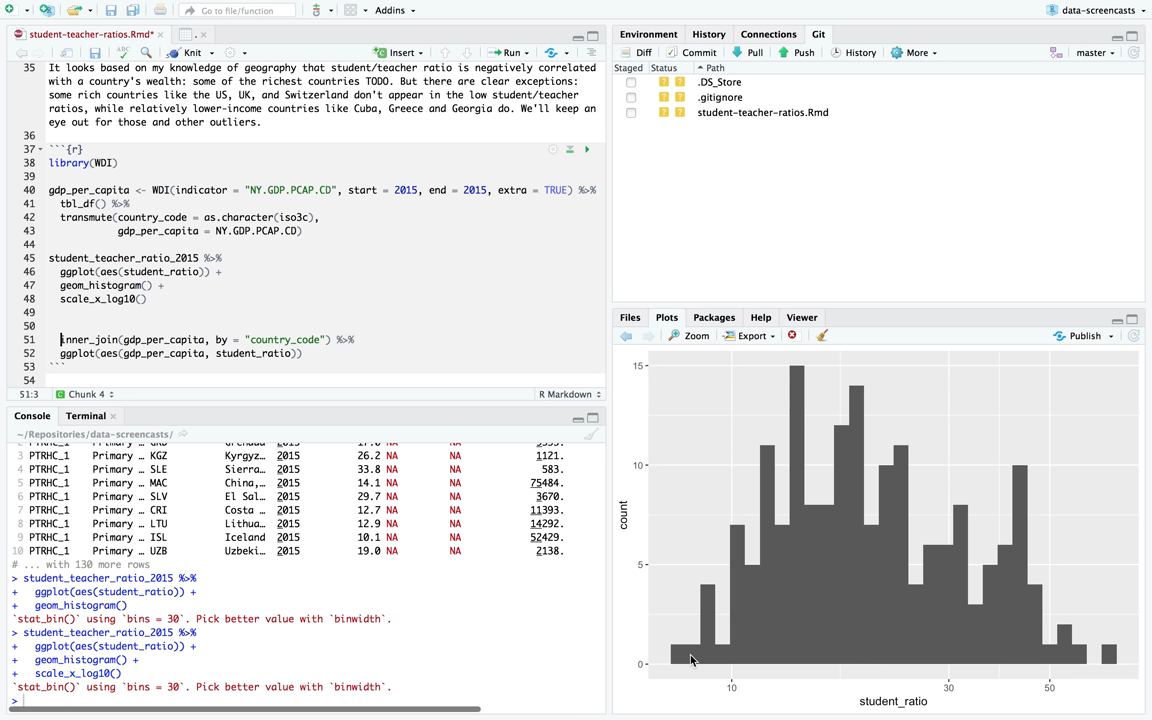 Go to file/function
Addins
data-screencasts
student-teacher-ratios.Rmd*
ABC
Knit
Insert
Run
35 It looks based on my knowledge of geography that student/teacher ratio is negatively correlated
with a country's wealth: some of the richest countries TODO. But there are clear exceptions:
some rich countries like the US, UK, and Switzerland don't appear in the low student/teacher
ratios, while relatively lower-income countries like Cuba, Greece and Georgia do. We'll keep an
eye out for those and other outliers.
36
37 ```{r}
38 library(WDI)
39
40 gdp_per_capita <- WDI(indicator = "NY.GDP.PCAP.CD", start = 2015, end = 2015, extra = TRUE) %>%
41 tbl_df() %>%
42 transmute(country_code = as.character(iso3c),
43 gdp_per_capita = NY.GDP.PCAP.CD)
44
45 student_teacher_ratio_2015 %>%
46 ggplot(aes(student_ratio)) +
47 geom_histogram() +
48 scale_x_log10()
49
50
51 inner_join(gdp_per_capita, by = "country_code") %>%
52 ggplot(aes(gdp_per_capita, student_ratio))
53 ```
54
51:3 C Chunk 4 R Markdown
Console Terminal
~/Repositories/data-screencasts/
3 PTRHC_1 Primary … KGZ Kyrgyz… 2015 26.2 NA NA 1121.
4 PTRHC_1 Primary … SLE Sierra… 2015 33.8 NA NA 583.
5 PTRHC_1 Primary … MAC China,… 2015 14.1 NA NA 75484.
6 PTRHC_1 Primary … SLV El Sal… 2015 29.7 NA NA 3670.
7 PTRHC_1 Primary … CRI Costa … 2015 12.7 NA NA 11393.
8 PTRHC_1 Primary … LTU Lithua… 2015 12.9 NA NA 14292.
9 PTRHC_1 Primary … ISL Iceland 2015 10.1 NA NA 52429.
10 PTRHC_1 Primary … UZB Uzbeki… 2015 19.0 NA NA 2138.
# ... with 130 more rows
> student_teacher_ratio_2015 %>%
+ ggplot(aes(student_ratio)) +
+ geom_histogram()
`stat_bin()` using `bins = 30`. Pick better value with `binwidth`.
> student_teacher_ratio_2015 %>%
+ ggplot(aes(student_ratio)) +
+ geom_histogram() +
+ scale_x_log10()
`stat_bin()` using `bins = 30`. Pick better value with `binwidth`.
>
Environment History Connections Git
Diff Commit Pull Push History More master
Staged Status Path
? ? .DS_Store
? ? .gitignore
? ? student-teacher-ratios.Rmd
Files Plots Packages Help Viewer
Zoom Export Publish
15
10
5
0
count
10 30 50
student_ratio